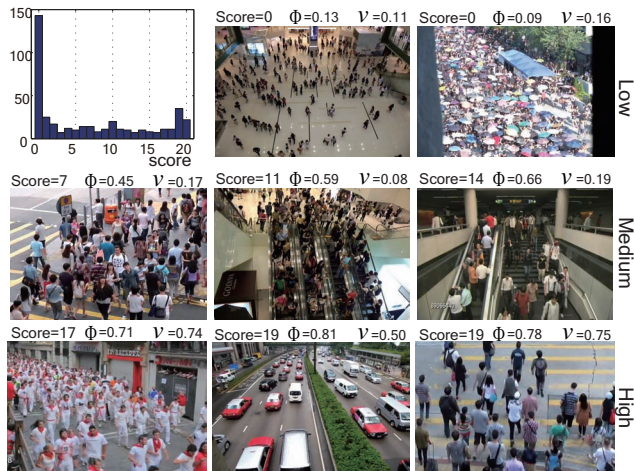 Score=0 Φ=0.13 ν=0.11
Score=0 Φ=0.09 ν=0.16
Low
150
100
50
0
0 10 20
score
Score=7 Φ=0.45 ν=0.17
Score=11 Φ=0.59 ν=0.08
Score=14 Φ=0.66 ν=0.19
Medium
Score=17 Φ=0.71 ν=0.74
Score=19 Φ=0.81 ν=0.50
Score=19 Φ=0.78 ν=0.75
High